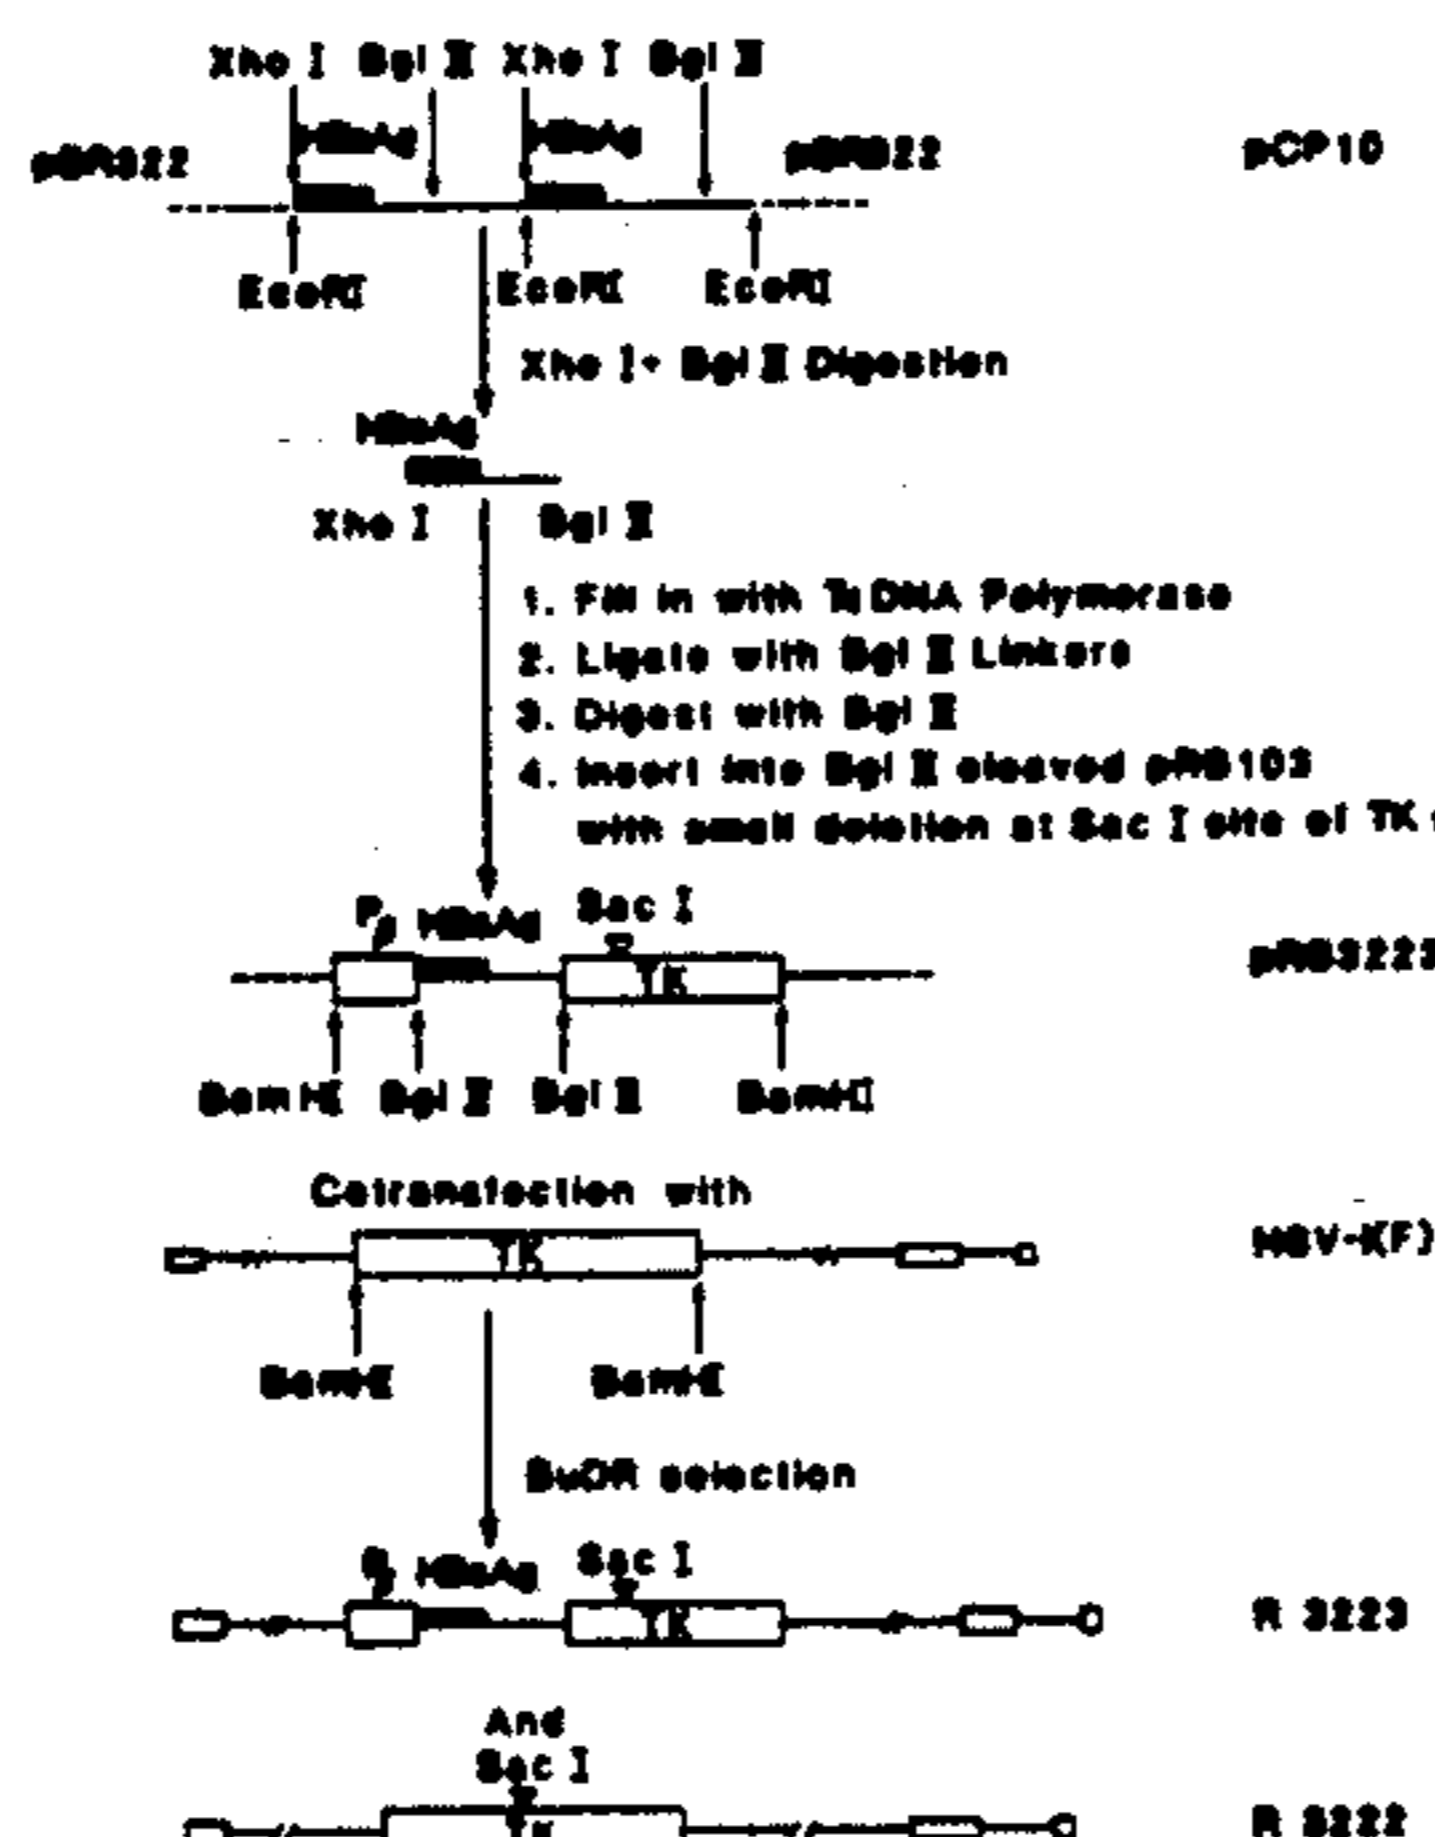 Xho I Bgl II Xho I Bgl II
HBsAg HBsAg
pBR322 pBR322 pCP10
EcoRI EcoRI EcoRI
Xho I+ Bgl II Digestion
HBsAg
Xho I Bgl II
1. Fill in with T4 DNA Polymerase
2. Ligate with Bgl II Linkers
3. Digest with Bgl II
4. Insert into Bgl II cleaved pRB103
with small deletion at Sac I site of TK
Pβ HBsAg Sac I
TK pRB3223
BamHI Bgl II Bgl II BamHI
Cotransfection with
TK HSV-I(F)
BamHI BamHI
BuDR selection
Pβ HBsAg Sac I
TK R 3223
And
Sac I
TK R 3222